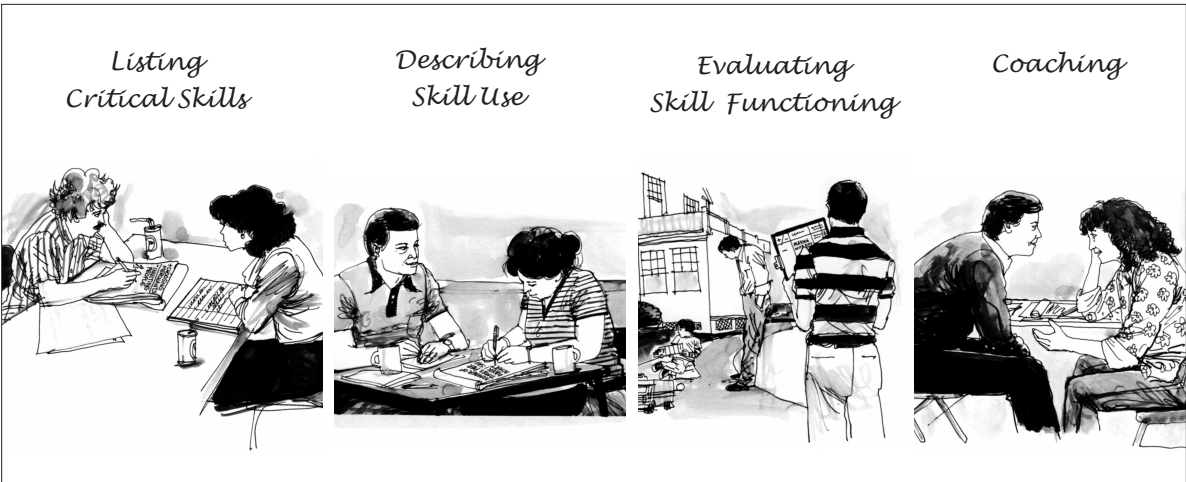 Listing
Critical Skills
Describing
Skill Use
Evaluating
Skill Functioning
Coaching